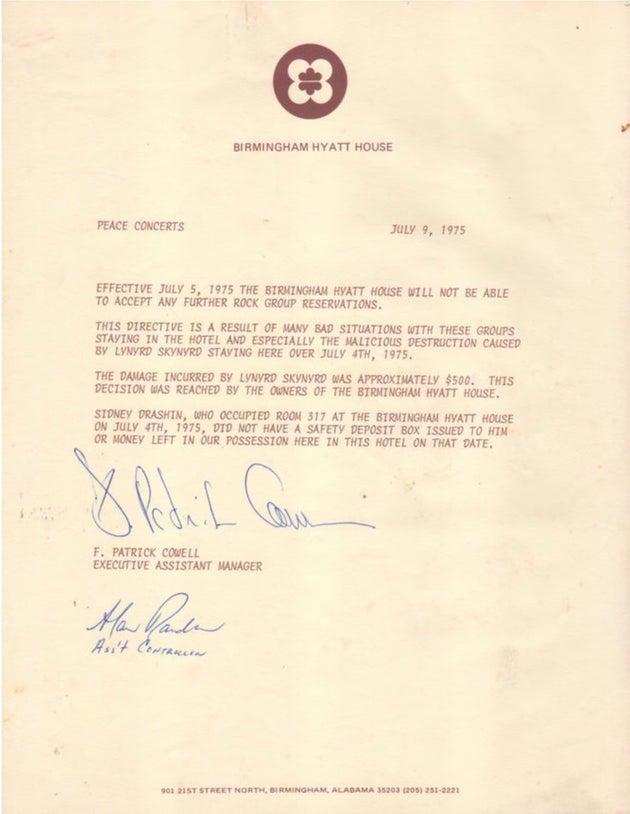 BIRMINGHAM HYATT HOUSE
PEACE CONCERTS
JULY 9, 1975
EFFECTIVE JULY 5, 1975 THE BIRMINGHAM HYATT HOUSE WILL NOT BE ABLE
TO ACCEPT ANY FURTHER ROCK GROUP RESERVATIONS.
THIS DIRECTIVE IS A RESULT OF MANY BAD SITUATIONS WITH THESE GROUPS
STAYING IN THE HOTEL AND ESPECIALLY THE MALICIOUS DESTRUCTION CAUSED
BY LYNYRD SKYNYRD STAYING HERE OVER JULY 4TH, 1975.
THE DAMAGE INCURRED BY LYNYRD SKYNYRD WAS APPROXIMATELY $500. THIS
DECISION WAS REACHED BY THE OWNERS OF THE BIRMINGHAM HYATT HOUSE.
SIDNEY DRASHIN, WHO OCCUPIED ROOM 317 AT THE BIRMINGHAM HYATT HOUSE
ON JULY 4TH, 1975, DID NOT HAVE A SAFETY DEPOSIT BOX ISSUED TO HIM
OR MONEY LEFT IN OUR POSSESSION HERE IN THIS HOTEL ON THAT DATE.
F. PATRICK COWELL
EXECUTIVE ASSISTANT MANAGER
Ass't Controller
901 21ST STREET NORTH, BIRMINGHAM, ALABAMA 35203 (205) 251-2221